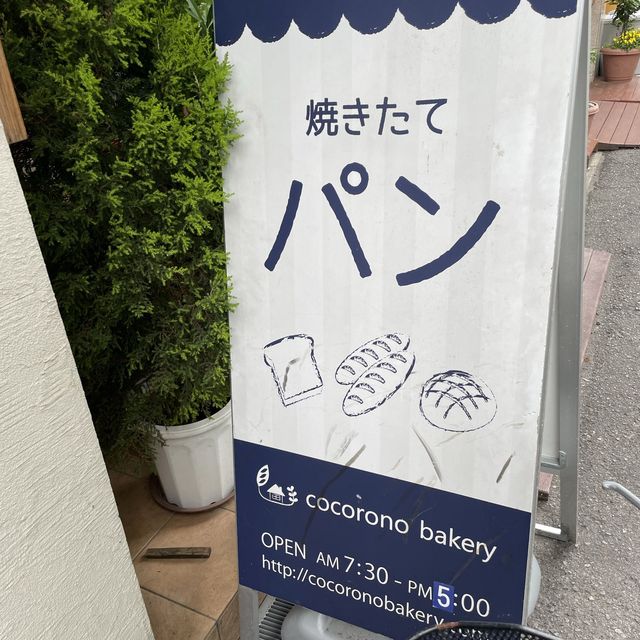 焼きたて
パン
cocorono bakery
OPEN AM 7:30 - PM 5:00
http://cocoronobakery.